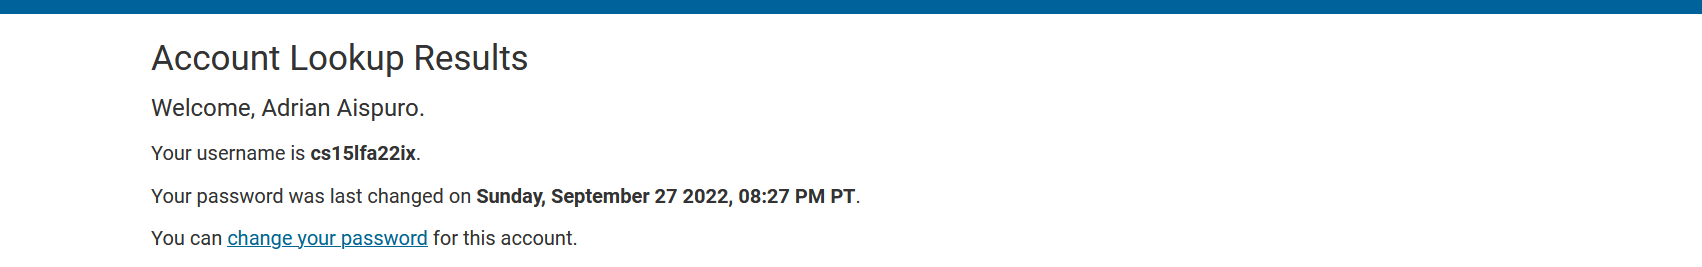 Account Lookup Results
Welcome, Adrian Aispuro.
Your username is cs15lfa22ix.
Your password was last changed on Sunday, September 27 2022, 08:27 PM PT.
You can change your password for this account.